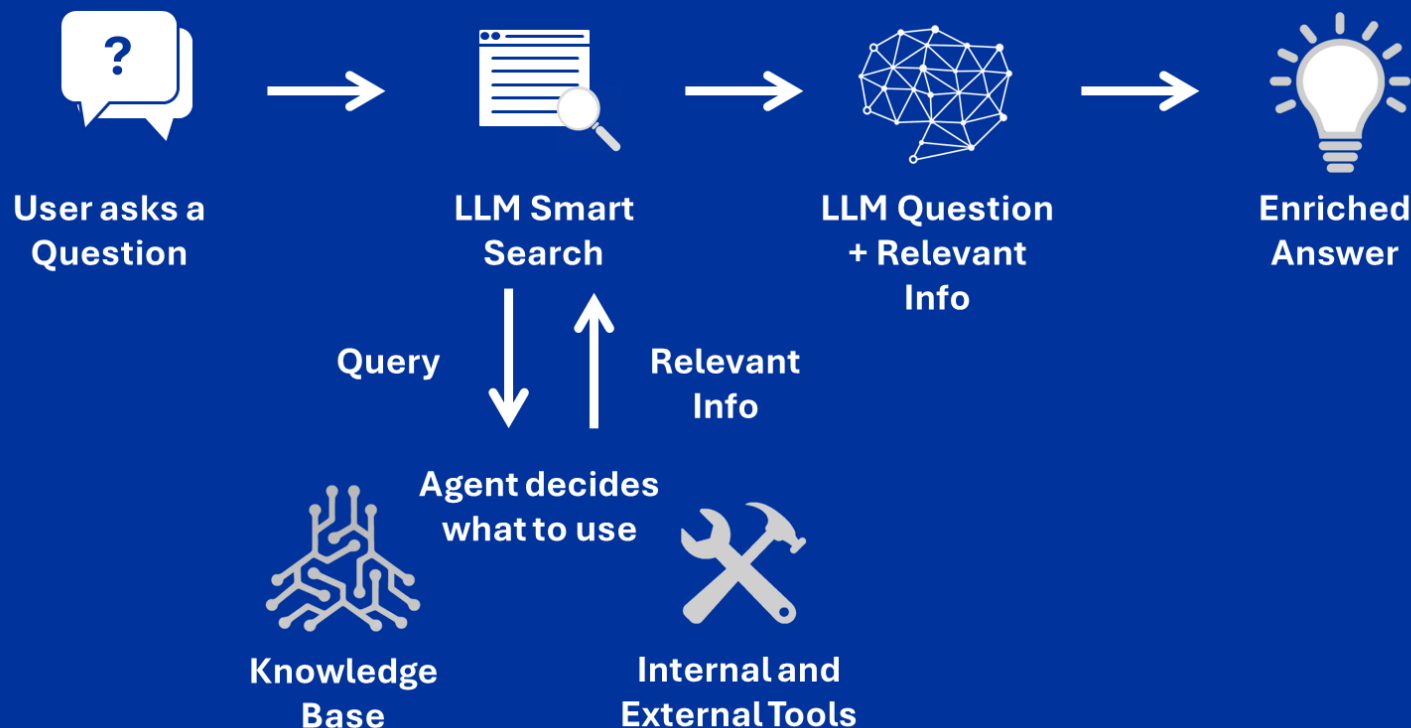 ?
User asks a
Question
LLM Smart
Search
LLM Question
+ Relevant
Info
Enriched
Answer
Query
Relevant
Info
Agent decides
what to use
Knowledge
Base
Internal and
External Tools